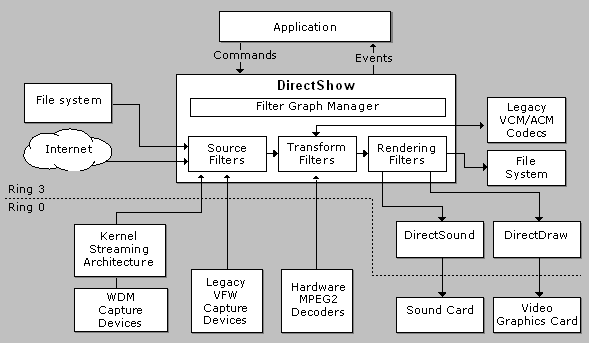 Application
Commands
Events
DirectShow
Filter Graph Manager
File system
Internet
Source
Filters
Transform
Filters
Rendering
Filters
Legacy
VCM/ACM
Codecs
File
System
Ring 3
Ring 0
Kernel
Streaming
Architecture
DirectSound
DirectDraw
WDM
Capture
Devices
Legacy
VFW
Capture
Devices
Hardware
MPEG2
Decoders
Sound Card
Video
Graphics Card